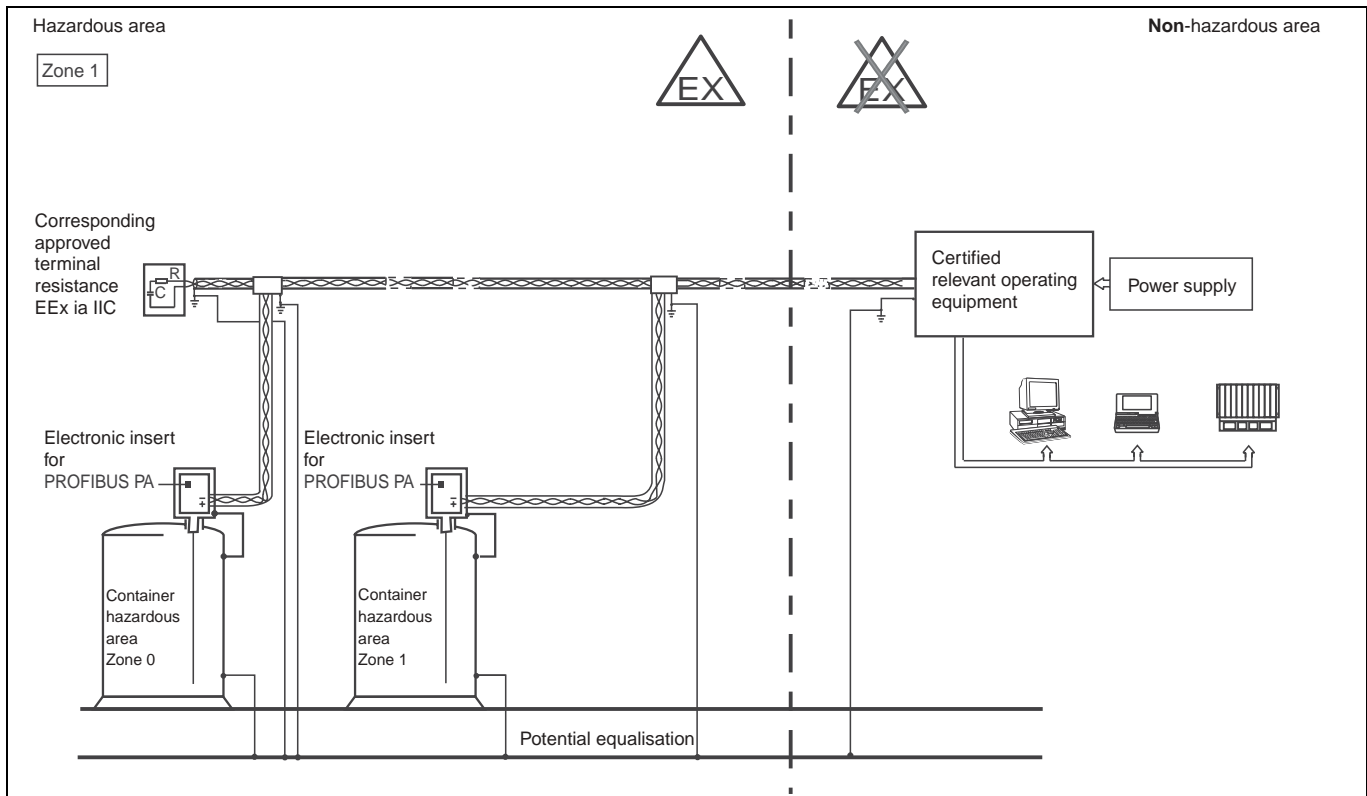 Hazardous area
Non-hazardous area
Zone 1
EX
EX
Corresponding
approved
terminal
resistance
EEx ia IIC
R
C
Certified
relevant operating
equipment
Power supply
Electronic insert
for
PROFIBUS PA
Electronic insert
for
PROFIBUS PA
Container
hazardous
area
Zone 0
Container
hazardous
area
Zone 1
Potential equalisation